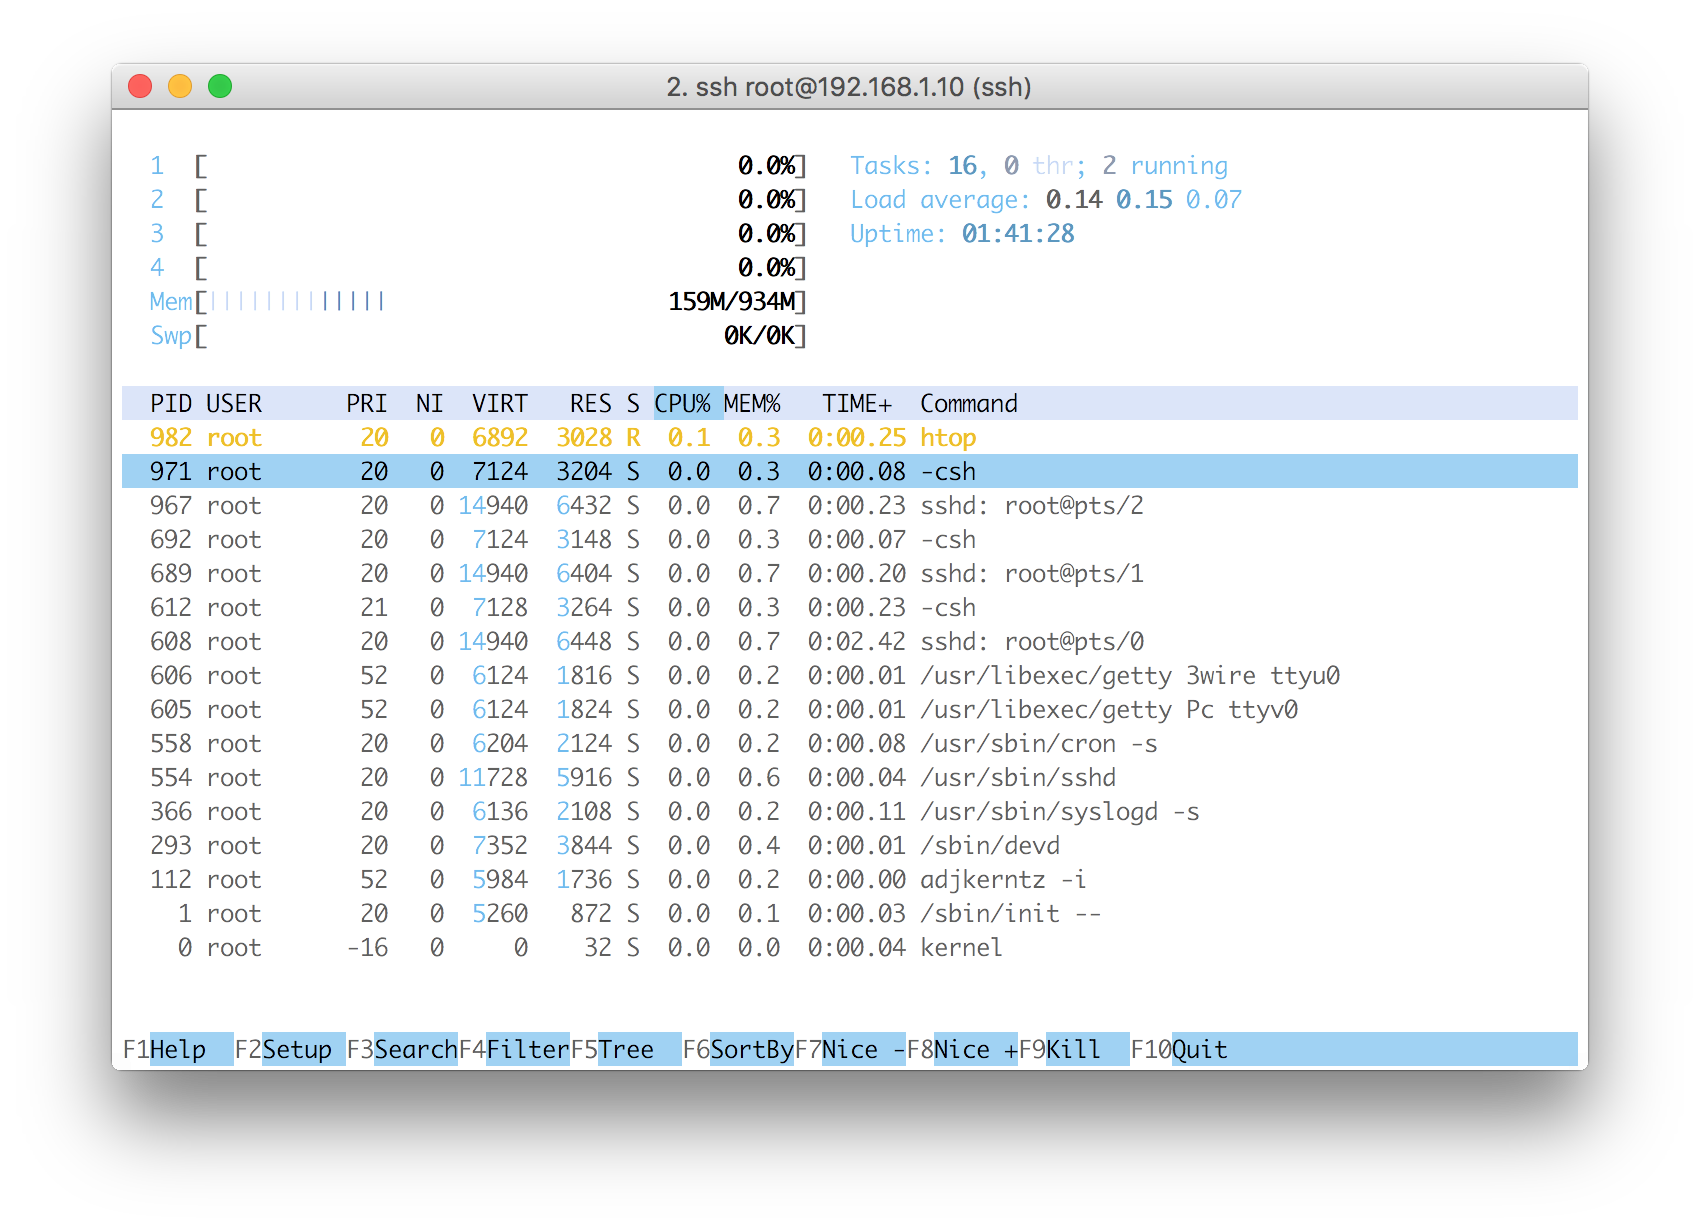 2. ssh root@192.168.1.10 (ssh)
1 [ 0.0%] Tasks: 16, 0 thr; 2 running
2 [ 0.0%] Load average: 0.14 0.15 0.07
3 [ 0.0%] Uptime: 01:41:28
4 [ 0.0%]
Mem[||||||||||||| 159M/934M]
Swp[ 0K/0K]
PID USER PRI NI VIRT RES S CPU% MEM% TIME+ Command
982 root 20 0 6892 3028 R 0.1 0.3 0:00.25 htop
971 root 20 0 7124 3204 S 0.0 0.3 0:00.08 -csh
967 root 20 0 14940 6432 S 0.0 0.7 0:00.23 sshd: root@pts/2
692 root 20 0 7124 3148 S 0.0 0.3 0:00.07 -csh
689 root 20 0 14940 6404 S 0.0 0.7 0:00.20 sshd: root@pts/1
612 root 21 0 7128 3264 S 0.0 0.3 0:00.23 -csh
608 root 20 0 14940 6448 S 0.0 0.7 0:02.42 sshd: root@pts/0
606 root 52 0 6124 1816 S 0.0 0.2 0:00.01 /usr/libexec/getty 3wire ttyu0
605 root 52 0 6124 1824 S 0.0 0.2 0:00.01 /usr/libexec/getty Pc ttyv0
558 root 20 0 6204 2124 S 0.0 0.2 0:00.08 /usr/sbin/cron -s
554 root 20 0 11728 5916 S 0.0 0.6 0:00.04 /usr/sbin/sshd
366 root 20 0 6136 2108 S 0.0 0.2 0:00.11 /usr/sbin/syslogd -s
293 root 20 0 7352 3844 S 0.0 0.4 0:00.01 /sbin/devd
112 root 52 0 5984 1736 S 0.0 0.2 0:00.00 adjkerntz -i
1 root 20 0 5260 872 S 0.0 0.1 0:00.03 /sbin/init --
0 root -16 0 0 32 S 0.0 0.0 0:00.04 kernel
F1Help F2Setup F3SearchF4FilterF5Tree F6SortByF7Nice -F8Nice +F9Kill F10Quit